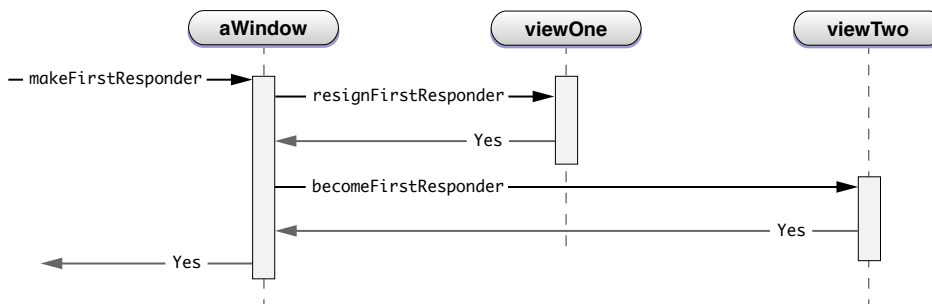 aWindow
viewOne
viewTwo
makeFirstResponder
resignFirstResponder
Yes
becomeFirstResponder
Yes
Yes